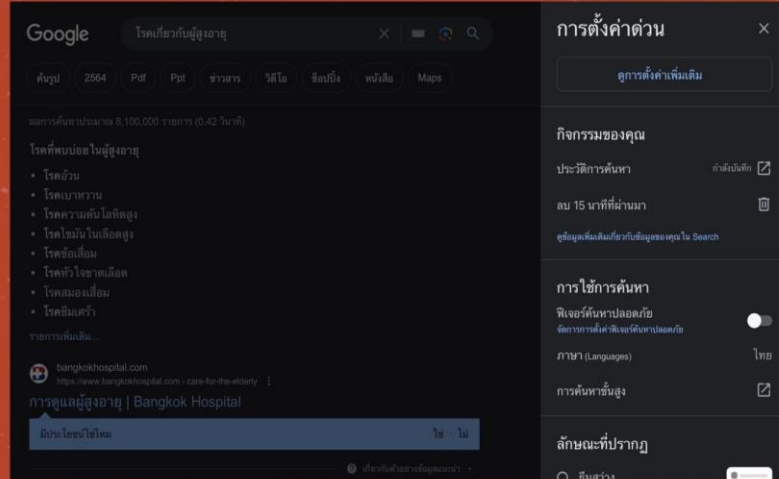 Google
โรคเกี่ยวกับผู้สูงอายุ
ค้นรูป 2564 Pdf Ppt ข่าวสาร วิดีโอ ช็อปปิ้ง หนังสือ Maps
ผลการค้นหาประมาณ 8,100,000 รายการ (0.42 วินาที)
โรคที่พบบ่อยในผู้สูงอายุ
• โรคอ้วน
• โรคเบาหวาน
• โรคความดันโลหิตสูง
• โรคไขมันในเลือดสูง
• โรคข้อเสื่อม
• โรคหัวใจขาดเลือด
• โรคสมองเสื่อม
• โรคซึมเศร้า
รายการเพิ่มเติม...
bangkokhospital.com
https://www.bangkokhospital.com › care-for-the-elderly
การดูแลผู้สูงอายุ | Bangkok Hospital
มีประโยชน์ใช่ไหม ใช่ ไม่
เกี่ยวกับตัวอย่างข้อมูลแนะนำ
การตั้งค่าด่วน
ดูการตั้งค่าเพิ่มเติม
กิจกรรมของคุณ
ประวัติการค้นหา กำลังบันทึก
ลบ 15 นาทีที่ผ่านมา
ดูข้อมูลเพิ่มเติมเกี่ยวกับข้อมูลของคุณใน Search
การใช้การค้นหา
ฟีเจอร์ค้นหาปลอดภัย
จัดการการตั้งค่าฟีเจอร์ค้นหาปลอดภัย
ภาษา (Languages) ไทย
การค้นหาขั้นสูง
ลักษณะที่ปรากฏ
ธีมสว่าง